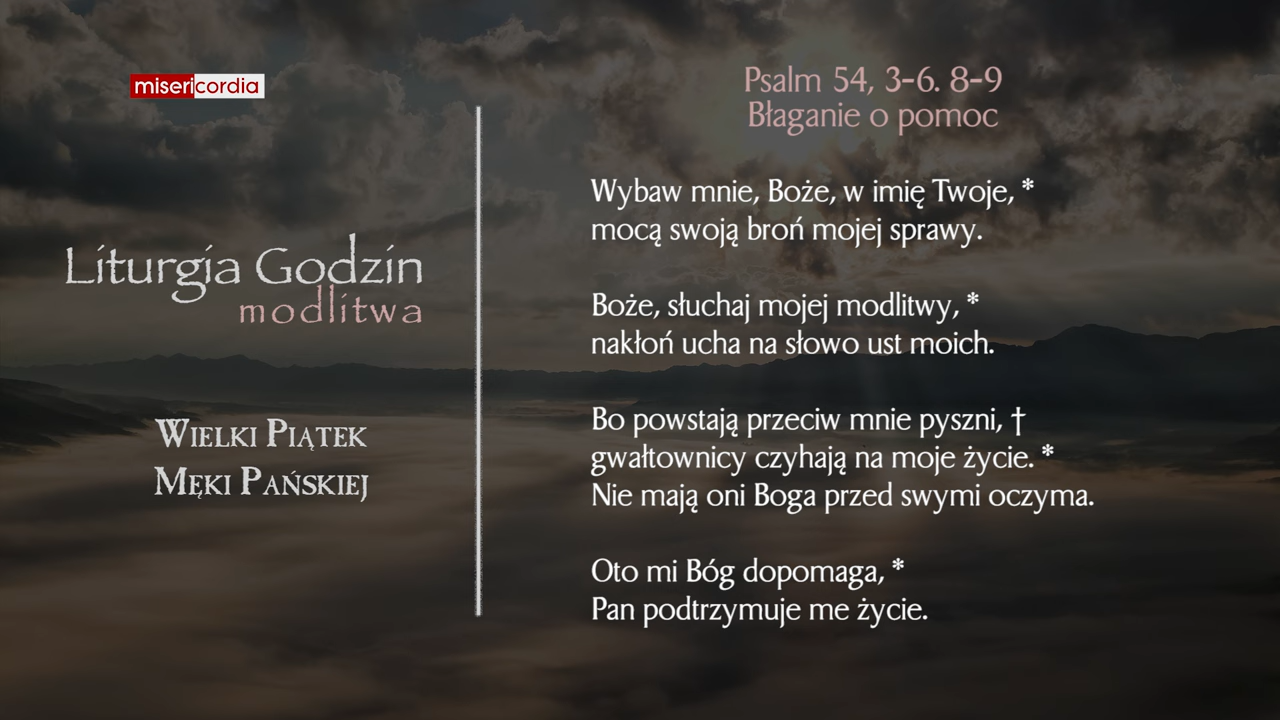 misericordia
Liturgia Godzin
modlitwa
Wielki Piątek
Męki Pańskiej
Psalm 54, 3-6. 8-9
Błaganie o pomoc
Wybaw mnie, Boże, w imię Twoje, *
mocą swoją broń mojej sprawy.
Boże, słuchaj mojej modlitwy, *
nakłoń ucha na słowo ust moich.
Bo powstają przeciw mnie pyszni, †
gwałtownicy czyhają na moje życie. *
Nie mają oni Boga przed swymi oczyma.
Oto mi Bóg dopomaga, *
Pan podtrzymuje me życie.